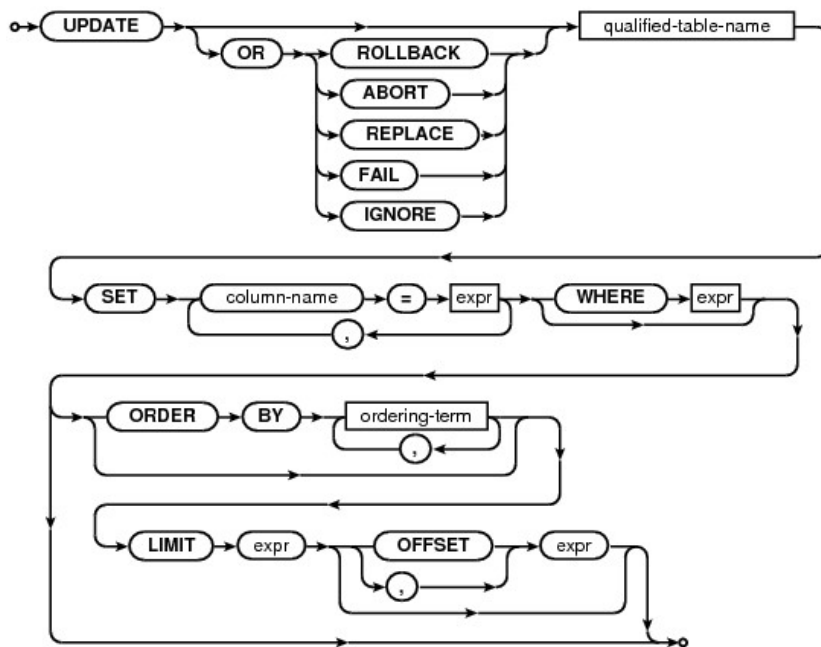 UPDATE qualified-table-name
OR ROLLBACK
ABORT
REPLACE
FAIL
IGNORE
SET column-name = expr WHERE expr
,
ORDER BY ordering-term
,
LIMIT expr OFFSET expr
,